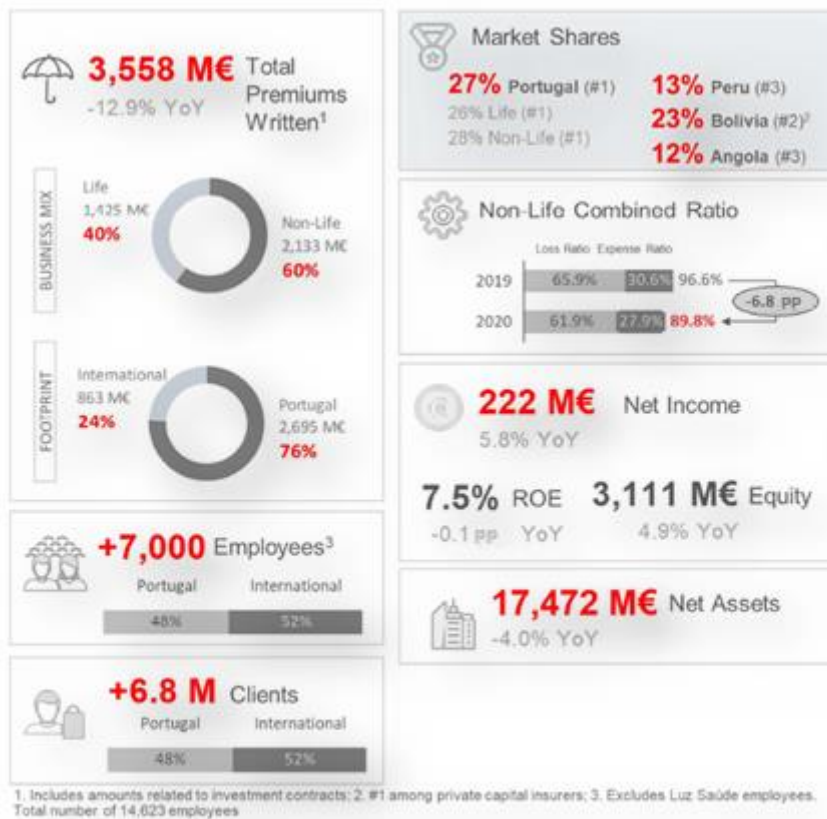 3,558 M€ Total Premiums Written¹
-12.9% YoY
BUSINESS MIX
Life
1,425 M€
40%
Non-Life
2,133 M€
60%
FOOTPRINT
International
863 M€
24%
Portugal
2,695 M€
76%
+7,000 Employees³
Portugal International
48% 52%
+6.8 M Clients
Portugal International
48% 52%
Market Shares
27% Portugal (#1)
26% Life (#1)
28% Non-Life (#1)
13% Peru (#3)
23% Bolivia (#2)²
12% Angola (#3)
Non-Life Combined Ratio
Loss Ratio Expense Ratio
2019 65.9% 30.6% 96.6%
-6.8 pp
2020 61.9% 27.9% 89.8%
222 M€ Net Income
5.8% YoY
7.5% ROE 3,111 M€ Equity
-0.1 pp YoY 4.9% YoY
17,472 M€ Net Assets
-4.0% YoY
1. Includes amounts related to investment contracts; 2. #1 among private capital insurers; 3. Excludes Luz Saúde employees.
Total number of 14,623 employees